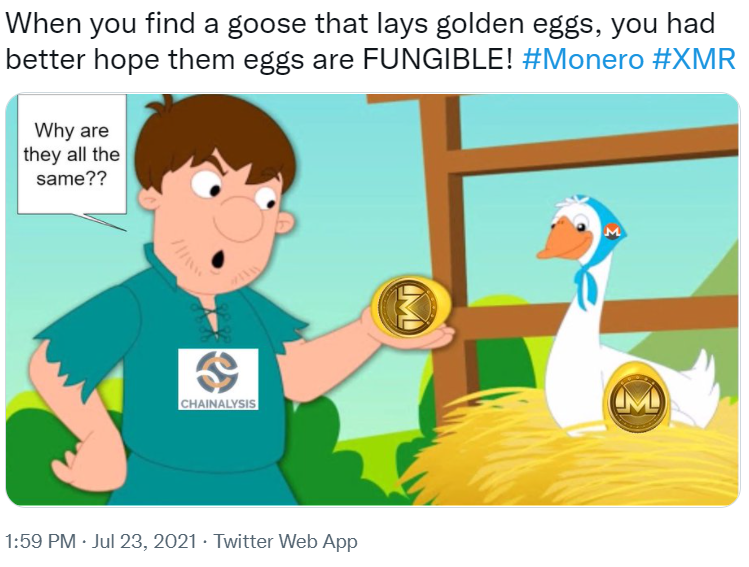 When you find a goose that lays golden eggs, you had
better hope them eggs are FUNGIBLE! #Monero #XMR
Why are
they all the
same??
CHAINALYSIS
1:59 PM · Jul 23, 2021 · Twitter Web App